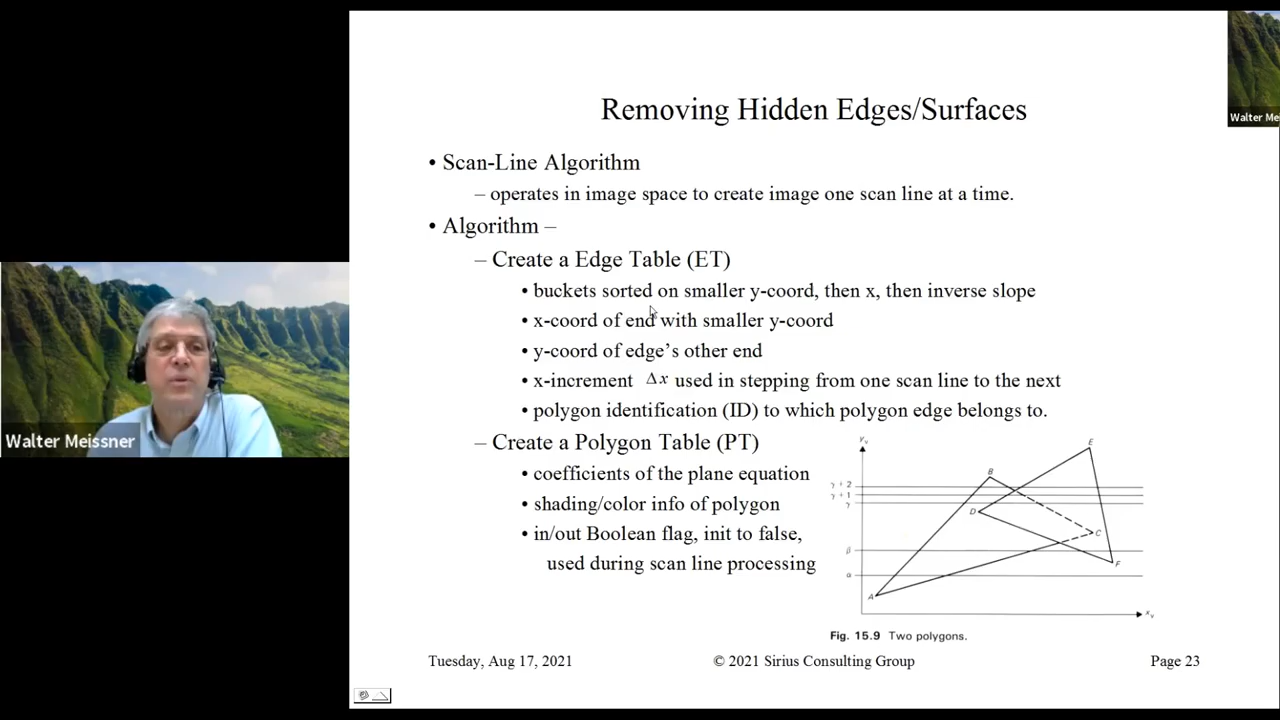 Walter Me
Removing Hidden Edges/Surfaces
• Scan-Line Algorithm
– operates in image space to create image one scan line at a time.
• Algorithm –
– Create a Edge Table (ET)
• buckets sorted on smaller y-coord, then x, then inverse slope
• x-coord of end with smaller y-coord
• y-coord of edge's other end
• x-increment Δx used in stepping from one scan line to the next
• polygon identification (ID) to which polygon edge belongs to.
– Create a Polygon Table (PT)
• coefficients of the plane equation
• shading/color info of polygon
• in/out Boolean flag, init to false,
used during scan line processing
Walter Meissner
yv
E
B
γ + 2
γ + 1
γ
D
C
β
F
α
A
xv
Fig. 15.9 Two polygons.
Tuesday, Aug 17, 2021 © 2021 Sirius Consulting Group Page 23